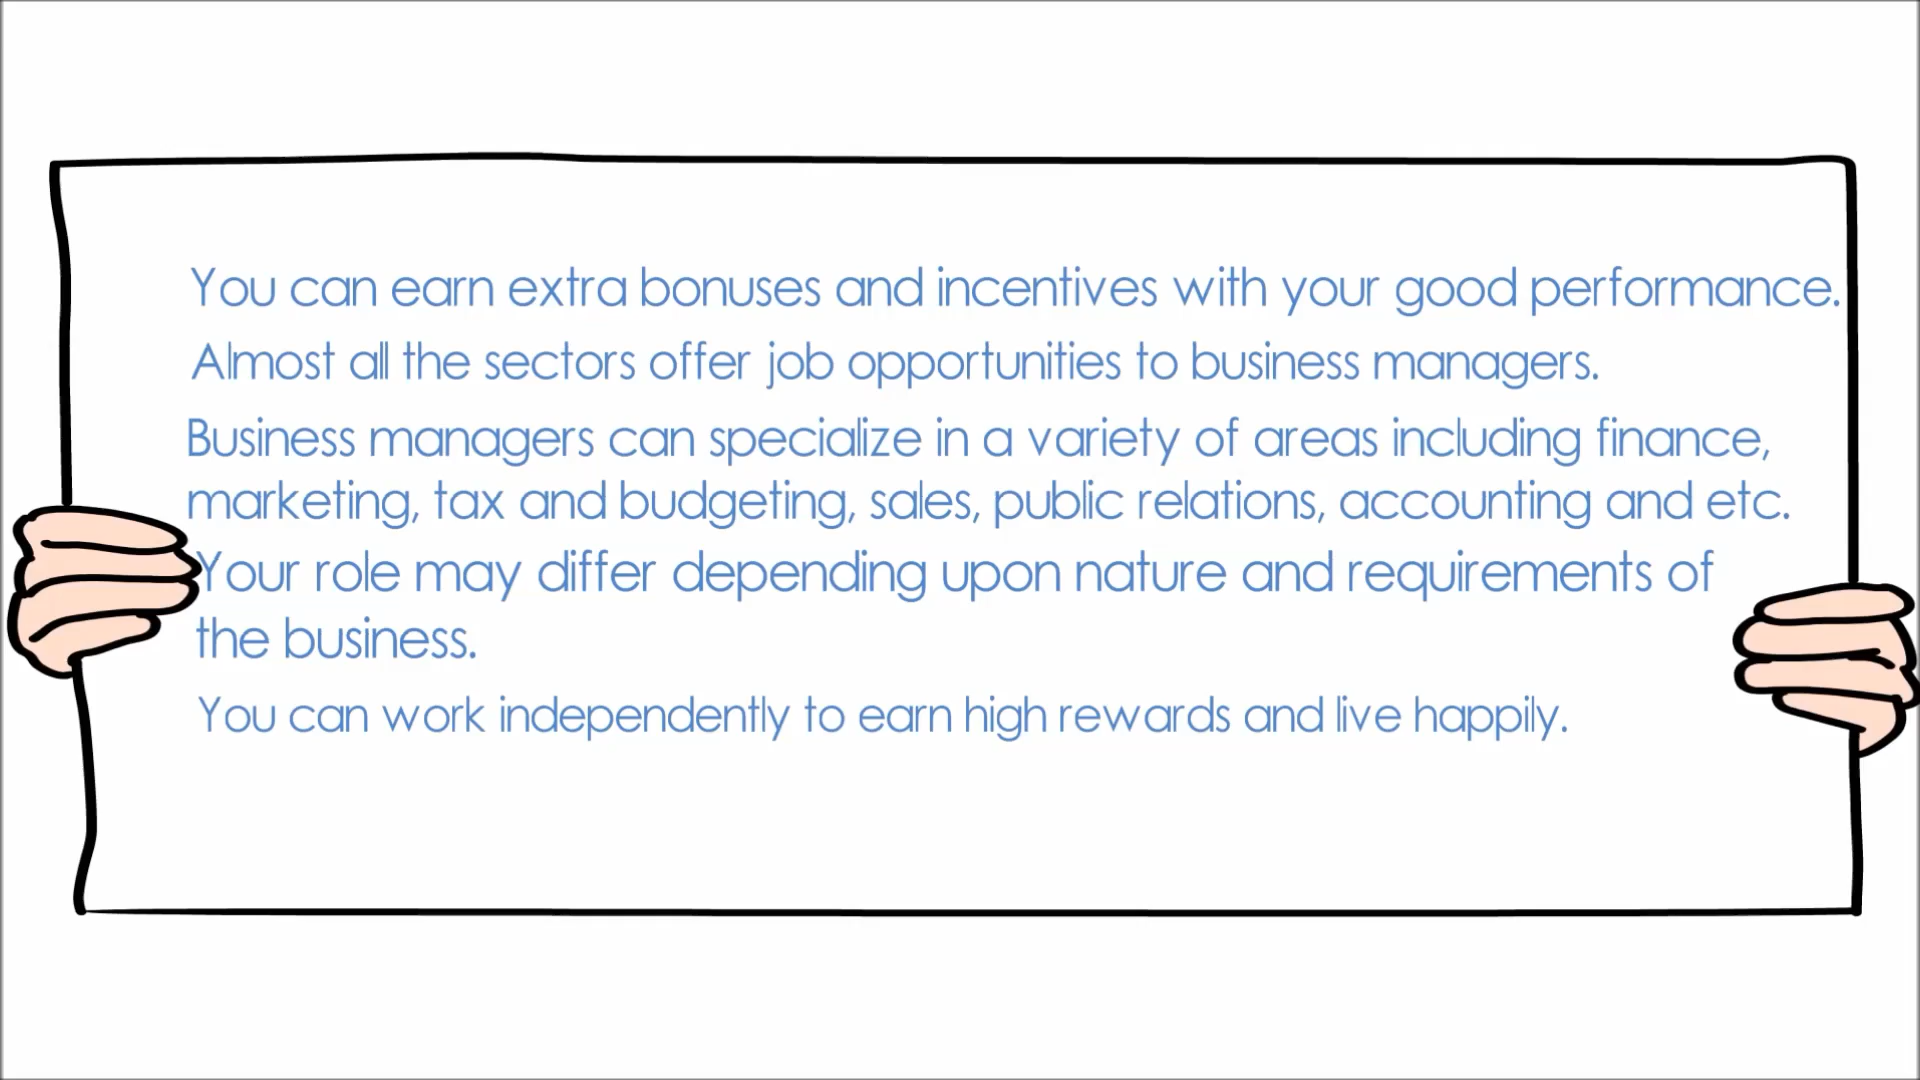 You can earn extra bonuses and incentives with your good performance.
Almost all the sectors offer job opportunities to business managers.
Business managers can specialize in a variety of areas including finance,
marketing, tax and budgeting, sales, public relations, accounting and etc.
Your role may differ depending upon nature and requirements of
the business.
You can work independently to earn high rewards and live happily.